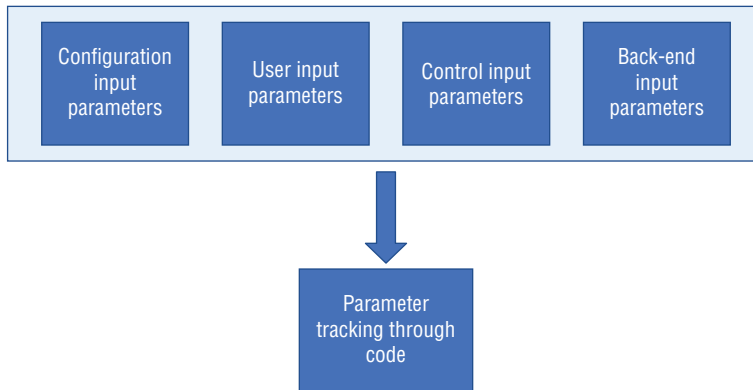 Configuration
input
parameters
User input
parameters
Control input
parameters
Back-end
input
parameters
Parameter
tracking through
code